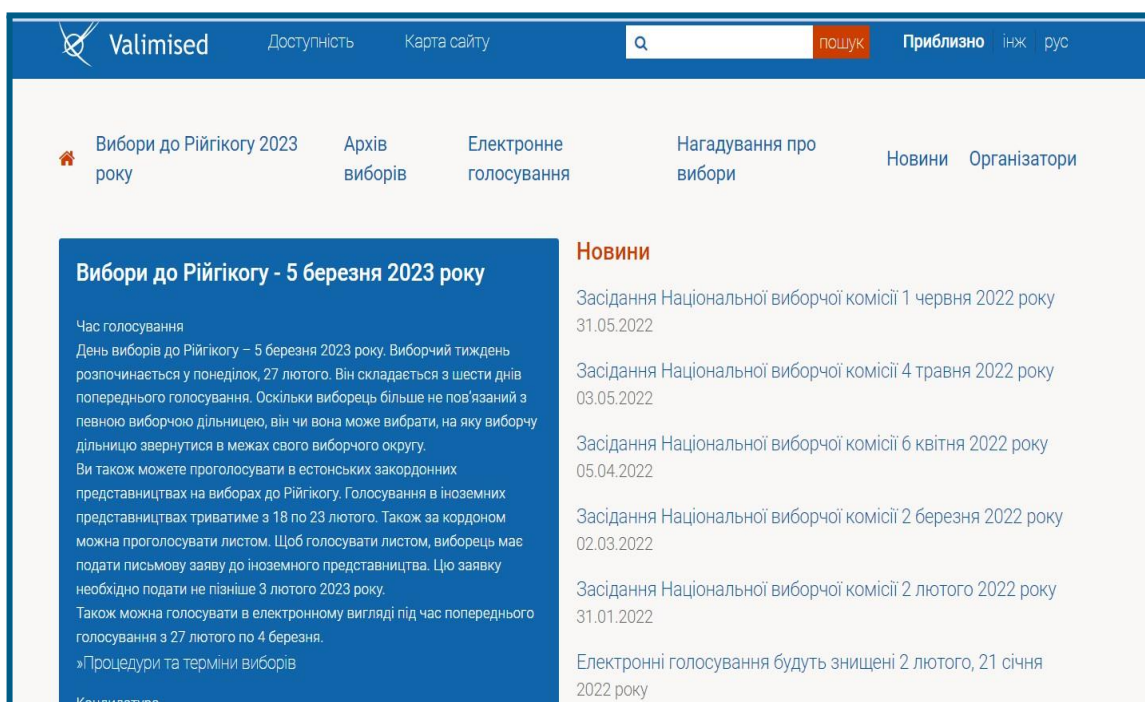 Valimised
Доступність
Карта сайту
пошук
Приблизно
інж
рус
Вибори до Рійгікогу 2023
року
Архів
виборів
Електронне
голосування
Нагадування про
вибори
Новини
Організатори
Вибори до Рійгікогу - 5 березня 2023 року
Час голосування
День виборів до Рійгікогу – 5 березня 2023 року. Виборчий тиждень
розпочинається у понеділок, 27 лютого. Він складається з шести днів
попереднього голосування. Оскільки виборець більше не пов’язаний з
певною виборчою дільницею, він чи вона може вибрати, на яку виборчу
дільницю звернутися в межах свого виборчого округу.
Ви також можете проголосувати в естонських закордонних
представництвах на виборах до Рійгікогу. Голосування в іноземних
представництвах триватиме з 18 по 23 лютого. Також за кордоном
можна проголосувати листом. Щоб голосувати листом, виборець має
подати письмову заяву до іноземного представництва. Цю заявку
необхідно подати не пізніше 3 лютого 2023 року.
Також можна голосувати в електронному вигляді під час попереднього
голосування з 27 лютого по 4 березня.
»Процедури та терміни виборів
Новини
Засідання Національної виборчої комісії 1 червня 2022 року
31.05.2022
Засідання Національної виборчої комісії 4 травня 2022 року
03.05.2022
Засідання Національної виборчої комісії 6 квітня 2022 року
05.04.2022
Засідання Національної виборчої комісії 2 березня 2022 року
02.03.2022
Засідання Національної виборчої комісії 2 лютого 2022 року
31.01.2022
Електронні голосування будуть знищені 2 лютого, 21 січня
2022 року